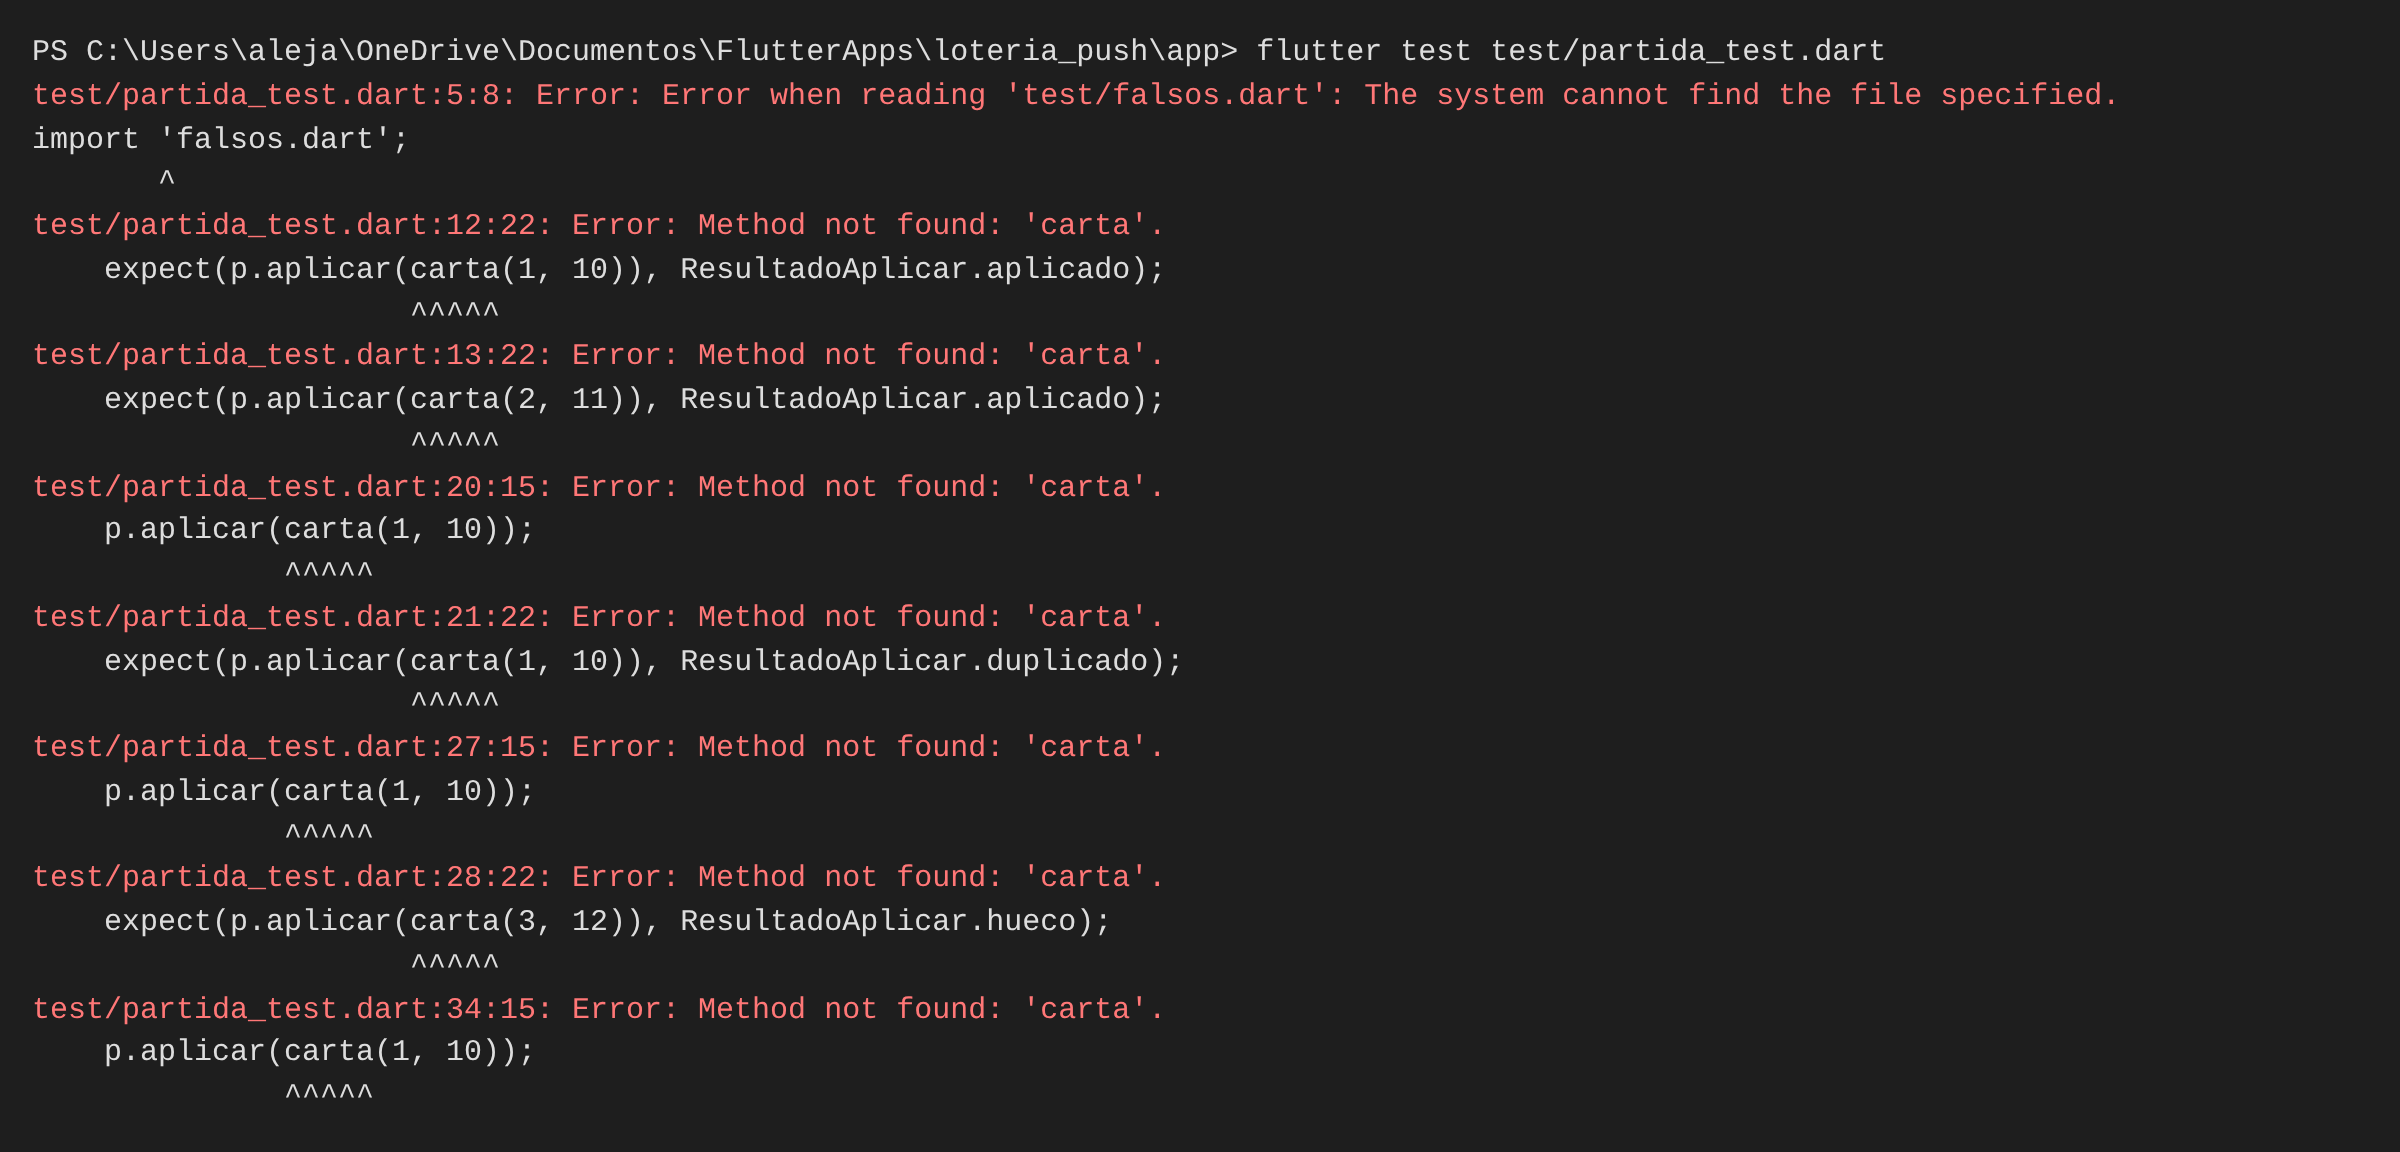 PS C:\Users\aleja\OneDrive\Documentos\FlutterApps\loteria_push\app> flutter test test/partida_test.dart
test/partida_test.dart:5:8: Error: Error when reading 'test/falsos.dart': The system cannot find the file specified.
import 'falsos.dart';
       ^
test/partida_test.dart:12:22: Error: Method not found: 'carta'.
    expect(p.aplicar(carta(1, 10)), ResultadoAplicar.aplicado);
                     ^^^^^
test/partida_test.dart:13:22: Error: Method not found: 'carta'.
    expect(p.aplicar(carta(2, 11)), ResultadoAplicar.aplicado);
                     ^^^^^
test/partida_test.dart:20:15: Error: Method not found: 'carta'.
    p.aplicar(carta(1, 10));
              ^^^^^
test/partida_test.dart:21:22: Error: Method not found: 'carta'.
    expect(p.aplicar(carta(1, 10)), ResultadoAplicar.duplicado);
                     ^^^^^
test/partida_test.dart:27:15: Error: Method not found: 'carta'.
    p.aplicar(carta(1, 10));
              ^^^^^
test/partida_test.dart:28:22: Error: Method not found: 'carta'.
    expect(p.aplicar(carta(3, 12)), ResultadoAplicar.hueco);
                     ^^^^^
test/partida_test.dart:34:15: Error: Method not found: 'carta'.
    p.aplicar(carta(1, 10));
              ^^^^^